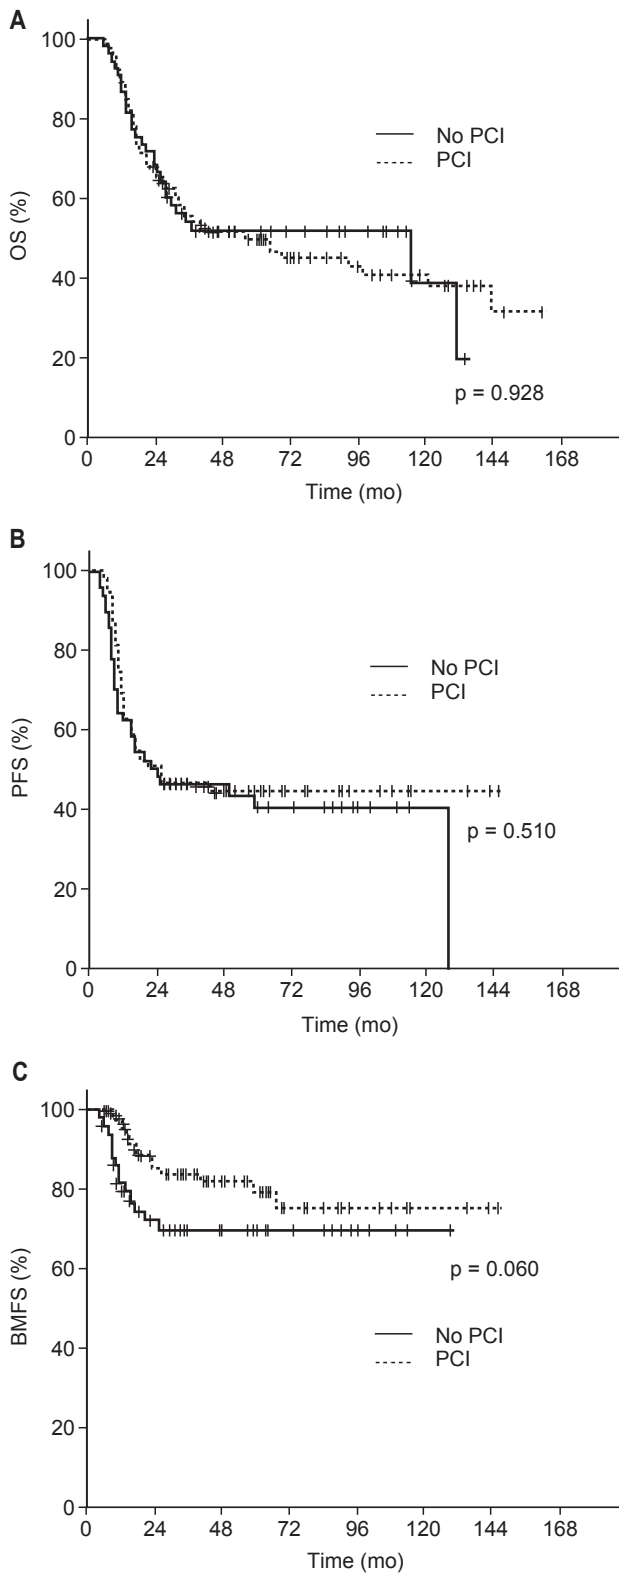 A
100
80
60
40
20
0
OS (%)
No PCI
PCI
p = 0.928
0 24 48 72 96 120 144 168
Time (mo)
B
100
80
60
40
20
0
PFS (%)
No PCI
PCI
p = 0.510
0 24 48 72 96 120 144 168
Time (mo)
C
100
80
60
40
20
0
BMFS (%)
p = 0.060
No PCI
PCI
0 24 48 72 96 120 144 168
Time (mo)